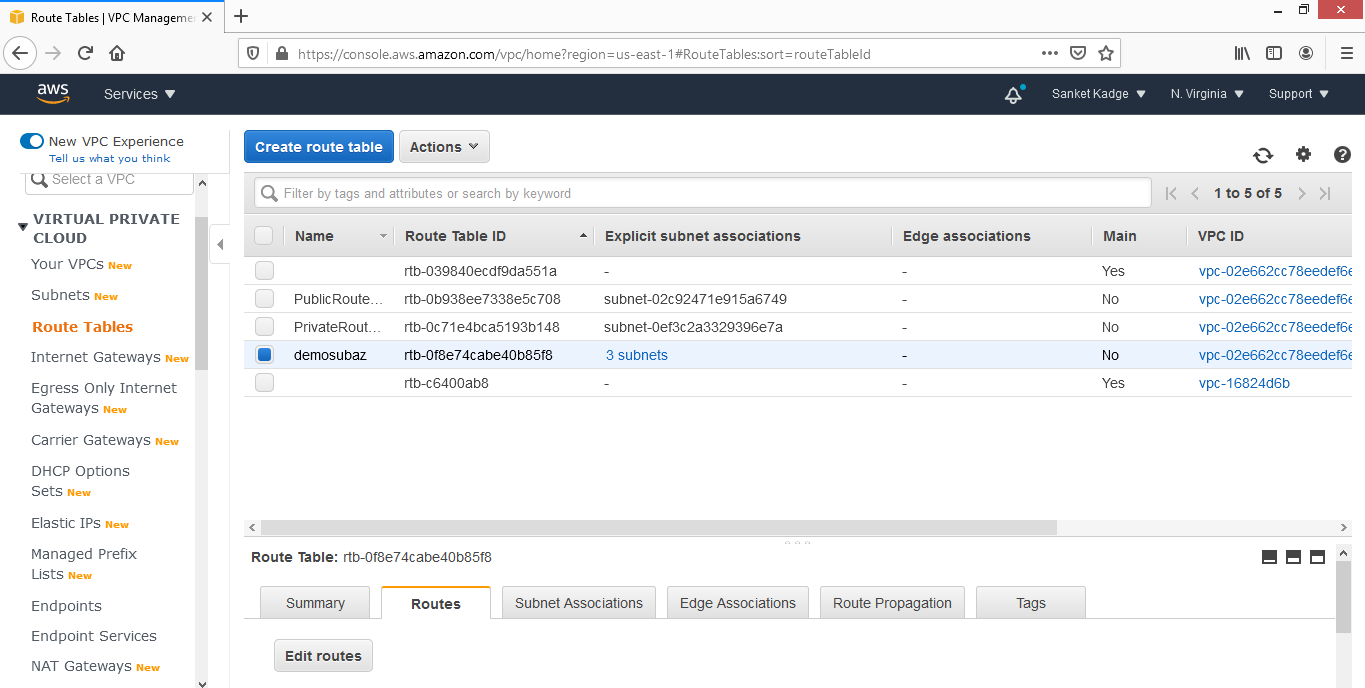 Route Tables | VPC Manageme
https://console.aws.amazon.com/vpc/home?region=us-east-1#RouteTables:sort=routeTableId
aws
Services
Sanket Kadge
N. Virginia
Support
New VPC Experience
Tell us what you think
Select a VPC
VIRTUAL PRIVATE
CLOUD
Your VPCs New
Subnets New
Route Tables
Internet Gateways New
Egress Only Internet
Gateways New
Carrier Gateways New
DHCP Options
Sets New
Elastic IPs New
Managed Prefix
Lists New
Endpoints
Endpoint Services
NAT Gateways New
Create route table
Actions
Filter by tags and attributes or search by keyword
1 to 5 of 5
Name Route Table ID Explicit subnet associations Edge associations Main VPC ID
rtb-039840ecdf9da551a - - Yes vpc-02e662cc78eedef6e
PublicRoute... rtb-0b938ee7338e5c708 subnet-02c92471e915a6749 - No vpc-02e662cc78eedef6e
PrivateRout... rtb-0c71e4bca5193b148 subnet-0ef3c2a3329396e7a - No vpc-02e662cc78eedef6e
demosubaz rtb-0f8e74cabe40b85f8 3 subnets - No vpc-02e662cc78eedef6e
rtb-c6400ab8 - - Yes vpc-16824d6b
Route Table: rtb-0f8e74cabe40b85f8
Summary
Routes
Subnet Associations
Edge Associations
Route Propagation
Tags
Edit routes